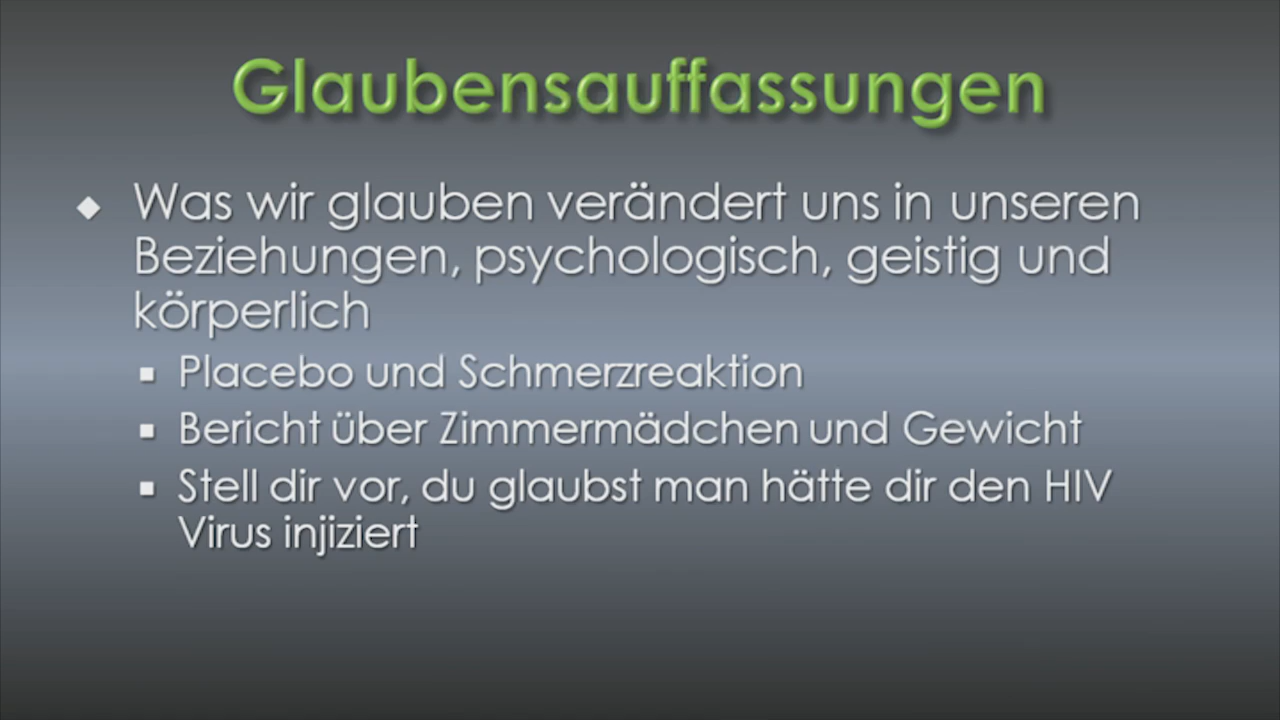 Glaubensauffassungen
Was wir glauben verändert uns in unseren
Beziehungen, psychologisch, geistig und
körperlich
Placebo und Schmerzreaktion
Bericht über Zimmermädchen und Gewicht
Stell dir vor, du glaubst man hätte dir den HIV
Virus injiziert